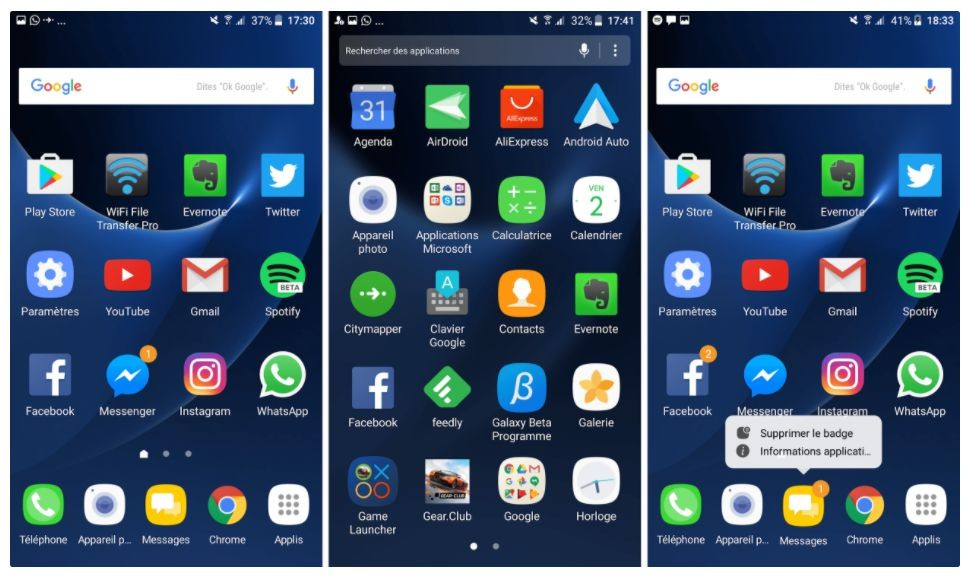 37% 17:30
Google Dites "Ok Google".
Play Store WiFi File Transfer Pro Evernote Twitter
Paramètres YouTube Gmail BETA Spotify
1
Facebook Messenger Instagram WhatsApp
Téléphone Appareil p... Messages Chrome Applis
... 32% 17:41
Rechercher des applications
31 AliExpress
Agenda AirDroid AliExpress Android Auto
VEN 2
Appareil photo Applications Microsoft Calculatrice Calendrier
A
Citymapper Clavier Google Contacts Evernote
Facebook feedly Galaxy Beta Programme Galerie
GEAR·CLUB
Game Launcher Gear.Club Google Horloge
41% 18:33
Google Dites "Ok Google".
Play Store WiFi File Transfer Pro Evernote Twitter
Paramètres YouTube Gmail BETA Spotify
2
Facebook Messenger Instagram WhatsApp
Supprimer le badge
Informations applicati...
1
Téléphone Appareil p... Messages Chrome Applis